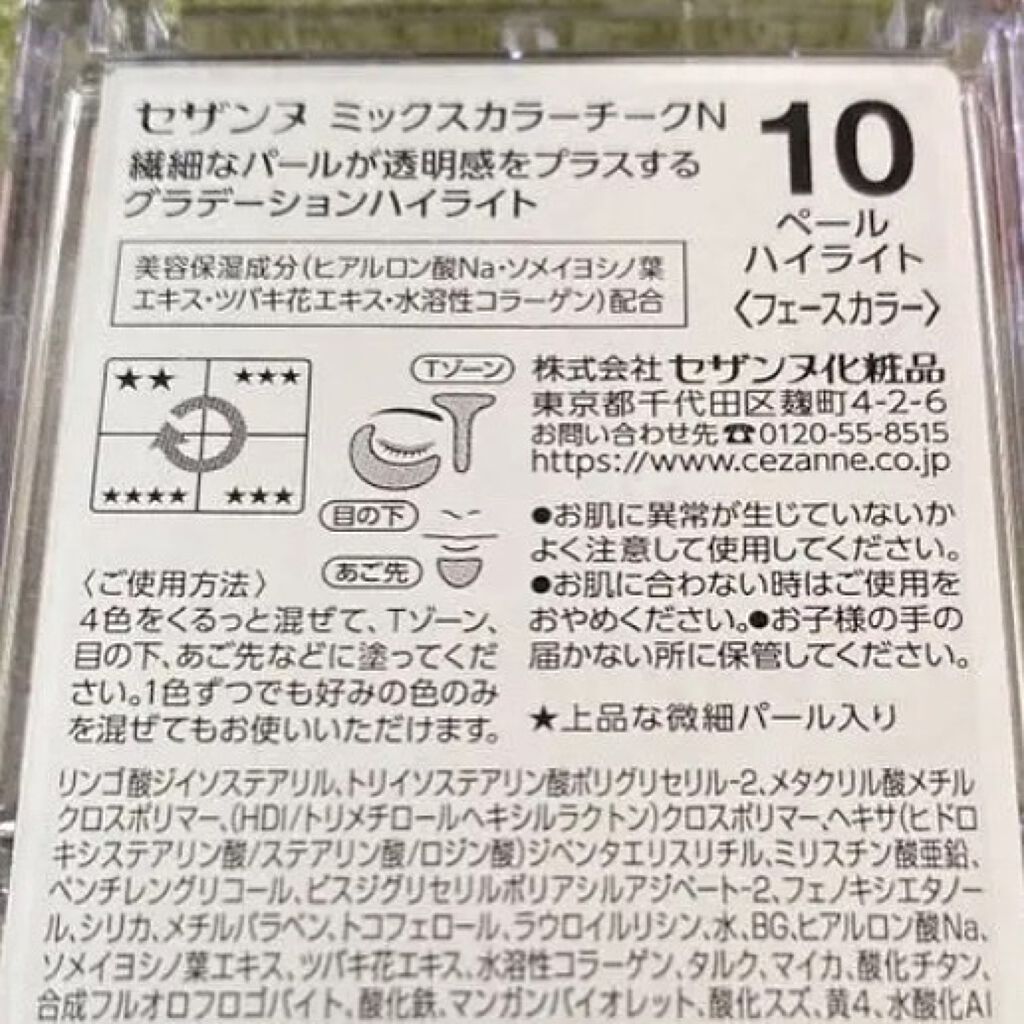 セザンヌ ミックスカラーチークN
繊細なパールが透明感をプラスする
グラデーションハイライト
10
ペール
ハイライト
〈フェースカラー〉
美容保湿成分(ヒアルロン酸Na・ソメイヨシノ葉
エキス・ツバキ花エキス・水溶性コラーゲン)配合
★★
★★★
★★★★
★★★
Tゾーン
目の下
あご先
株式会社 セザンヌ化粧品
東京都千代田区麹町4-2-6
お問い合わせ先☎0120-55-8515
https://www.cezanne.co.jp
●お肌に異常が生じていないか
よく注意して使用してください。
●お肌に合わない時はご使用を
おやめください。●お子様の手の
届かない所に保管してください。
★上品な微細パール入り
〈ご使用方法〉
4色をくるっと混ぜて、Tゾーン、
目の下、あご先などに塗ってくだ
さい。1色ずつでも好みの色のみ
を混ぜてもお使いいただけます。
リンゴ酸ジイソステアリル、トリイソステアリン酸ポリグリセリル-2、メタクリル酸メチル
クロスポリマー、(HDI/トリメチロールヘキシルラクトン)クロスポリマー、ヘキサ(ヒドロ
キシステアリン酸/ステアリン酸/ロジン酸)ジペンタエリスリチル、ミリスチン酸亜鉛、
ペンチレングリコール、ビスジグリセリルポリアシルアジペート-2、フェノキシエタノー
ル、シリカ、メチルパラベン、トコフェロール、ラウロイルリシン、水、BG、ヒアルロン酸Na、
ソメイヨシノ葉エキス、ツバキ花エキス、水溶性コラーゲン、タルク、マイカ、酸化チタン、
合成フルオロフロゴパイト、酸化鉄、マンガンバイオレット、酸化スズ、黄4、水酸化Al